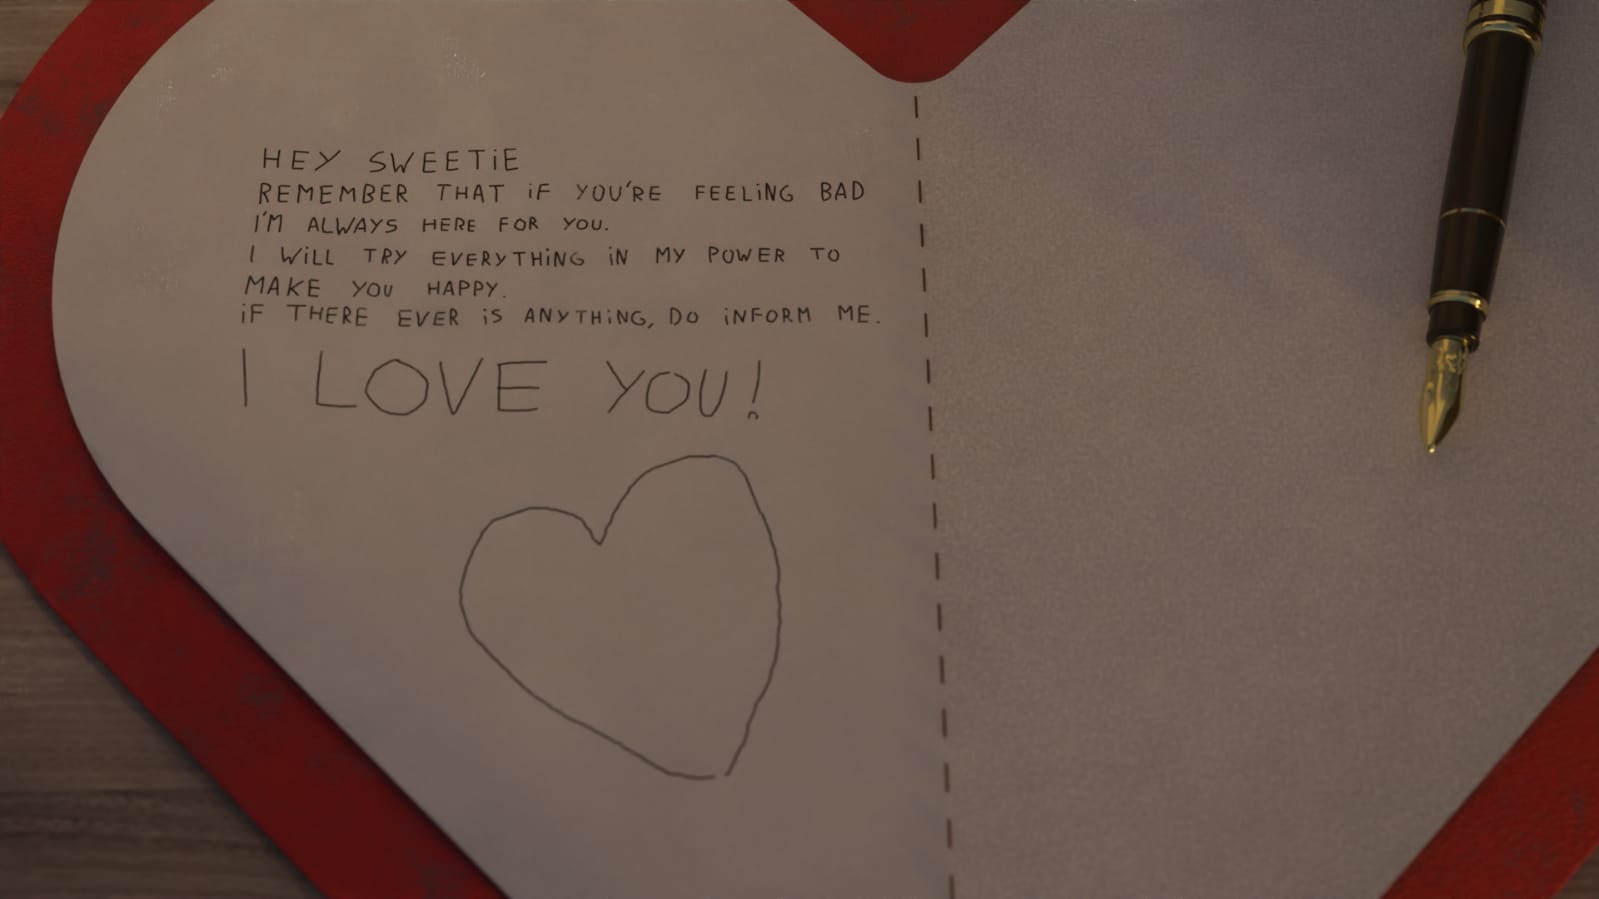 HEY SWEETIE
REMEMBER THAT IF YOU'RE FEELING BAD
I'M ALWAYS HERE FOR YOU.
I WILL TRY EVERYTHING IN MY POWER TO
MAKE YOU HAPPY.
IF THERE EVER IS ANYTHING, DO INFORM ME.
I LOVE YOU!